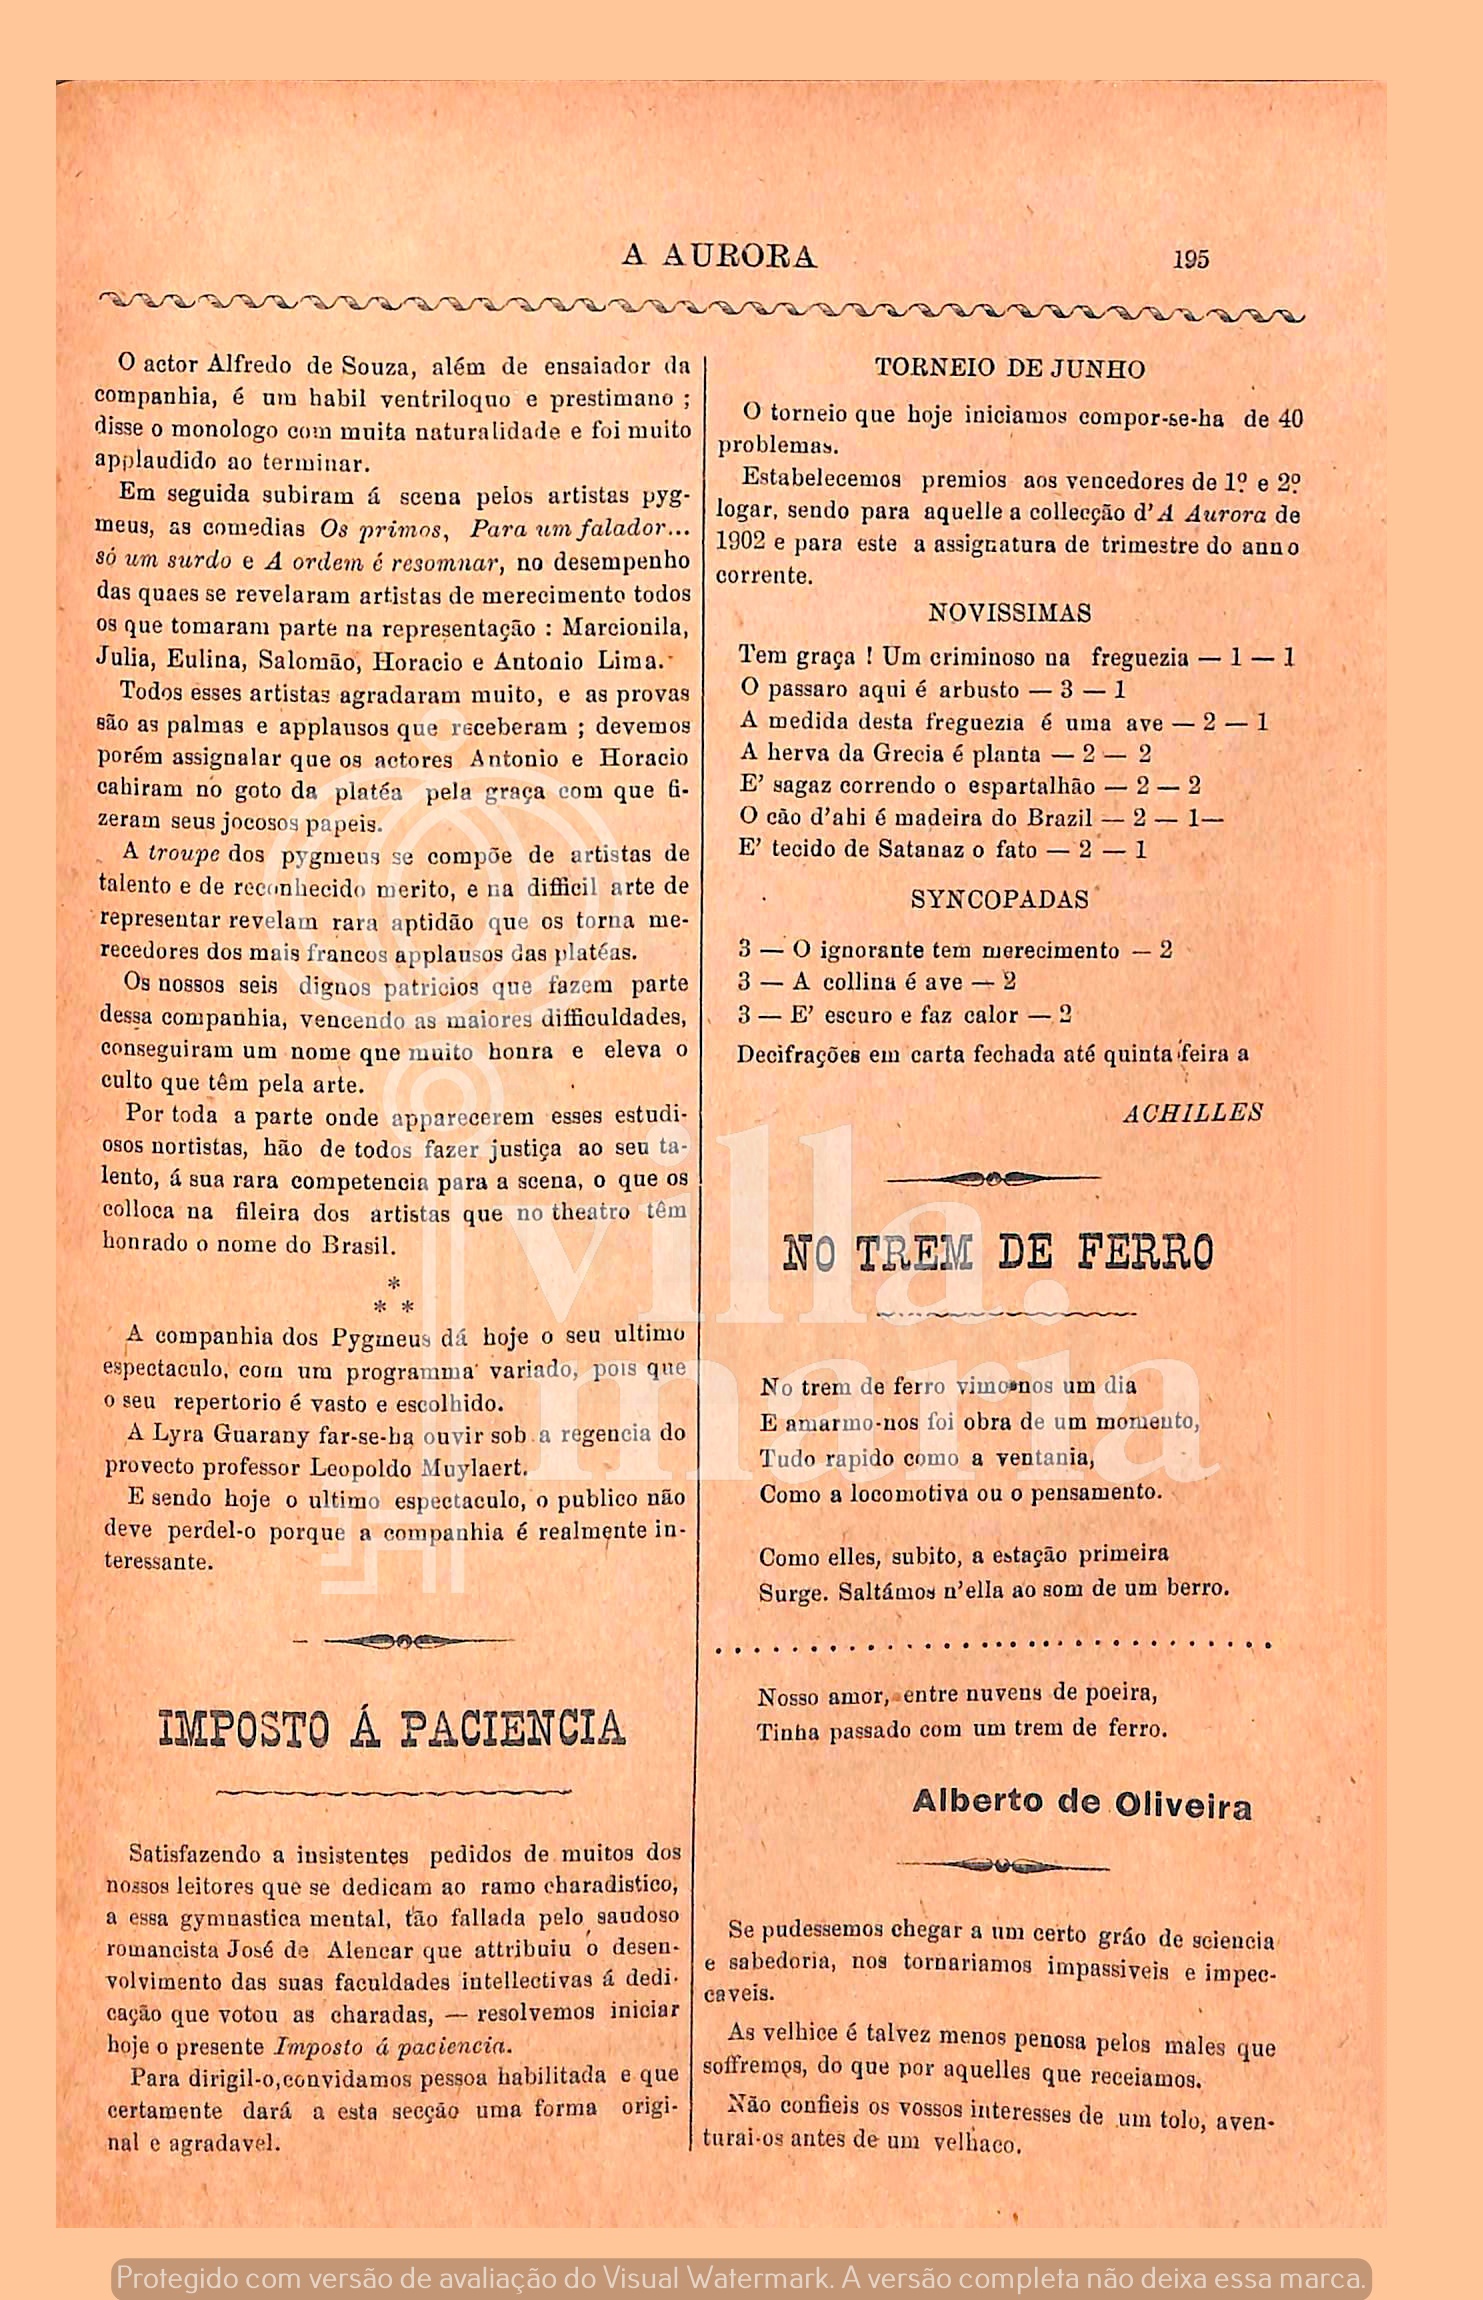 A AURORA
195
O actor Alfredo de Souza, além de ensaiador da
companhia, é um habil ventriloquo e prestimano ;
disse o monologo com muita naturalidade e foi muito
applaudido ao terminar.
Em seguida subiram á scena pelos artistas pyg-
meus, as comedias Os primos, Para um falador...
só um surdo e A ordem é resomnar, no desempenho
das quaes se revelaram artistas de merecimento todos
os que tomaram parte na representação : Marcionila,
Julia, Eulina, Salomão, Horacio e Antonio Lima.
Todos esses artistas agradaram muito, e as provas
são as palmas e applausos que receberam ; devemos
porém assignalar que os actores Antonio e Horacio
cahiram no goto da platéa pela graça com que fi-
zeram seus jocosos papeis.
A troupe dos pygmeus se compõe de artistas de
talento e de reconhecido merito, e na difficil arte de
representar revelam rara aptidão que os torna me-
recedores dos mais francos applausos das platéas.
Os nossos seis dignos patricios que fazem parte
dessa companhia, vencendo as maiores difficuldades,
conseguiram um nome que muito honra e eleva o
culto que têm pela arte.
Por toda a parte onde apparecerem esses estudi-
osos nortistas, hão de todos fazer justiça ao seu ta-
lento, á sua rara competencia para a scena, o que os
colloca na fileira dos artistas que no theatro têm
honrado o nome do Brasil.
*
* *
A companhia dos Pygmeus dá hoje o seu ultimo
espectaculo, com um programma variado, pois que
o seu repertorio é vasto e escolhido.
A Lyra Guarany far-se-ha ouvir sob a regencia do
provecto professor Leopoldo Muylaert.
E sendo hoje o ultimo espectaculo, o publico não
deve perdel-o porque a companhia é realmente in-
teressante.
IMPOSTO Á PACIENCIA
Satisfazendo a insistentes pedidos de muitos dos
nossos leitores que se dedicam ao ramo charadistico,
a essa gymnastica mental, tão fallada pelo saudoso
romancista José de Alencar que attribuiu o desen-
volvimento das suas faculdades intellectivas á dedi-
cação que votou as charadas, — resolvemos iniciar
hoje o presente Imposto á paciencia.
Para dirigil-o,convidamos pessoa habilitada e que
certamente dará a esta secção uma forma origi-
nal e agradavel.
TORNEIO DE JUNHO
O torneio que hoje iniciamos compor-se-ha de 40
problemas.
Estabelecemos premios aos vencedores de 1º e 2º
logar, sendo para aquelle a collecção d'A Aurora de
1902 e para este a assignatura de trimestre do anno
corrente.
NOVISSIMAS
Tem graça ! Um criminoso na freguezia — 1 — 1
O passaro aqui é arbusto — 3 — 1
A medida desta freguezia é uma ave — 2 — 1
A herva da Grecia é planta — 2 — 2
E' sagaz correndo o espartalhão — 2 — 2
O cão d'ahi é madeira do Brazil — 2 — 1—
E' tecido de Satanaz o fato — 2 — 1
SYNCOPADAS
3 — O ignorante tem merecimento — 2
3 — A collina é ave — 2
3 — E' escuro e faz calor — 2
Decifrações em carta fechada até quinta feira a
ACHILLES
NO TREM DE FERRO
No trem de ferro vimo-nos um dia
E amarmo-nos foi obra de um momento,
Tudo rapido como a ventania,
Como a locomotiva ou o pensamento.
Como elles, subito, a estação primeira
Surge. Saltámos n'ella ao som de um berro.
. . . . . . . . . . . . . . . . . . . . . . . . . . . . . .
Nosso amor, entre nuvens de poeira,
Tinha passado com um trem de ferro.
Alberto de Oliveira
Se pudessemos chegar a um certo gráo de sciencia
e sabedoria, nos tornariamos impassiveis e impec-
caveis.
As velhice é talvez menos penosa pelos males que
soffremos, do que por aquelles que receiamos.
Não confieis os vossos interesses de um tolo, aven-
turai-os antes de um velhaco.
villa.
maria
Protegido com versão de avaliação do Visual Watermark. A versão completa não deixa essa marca.